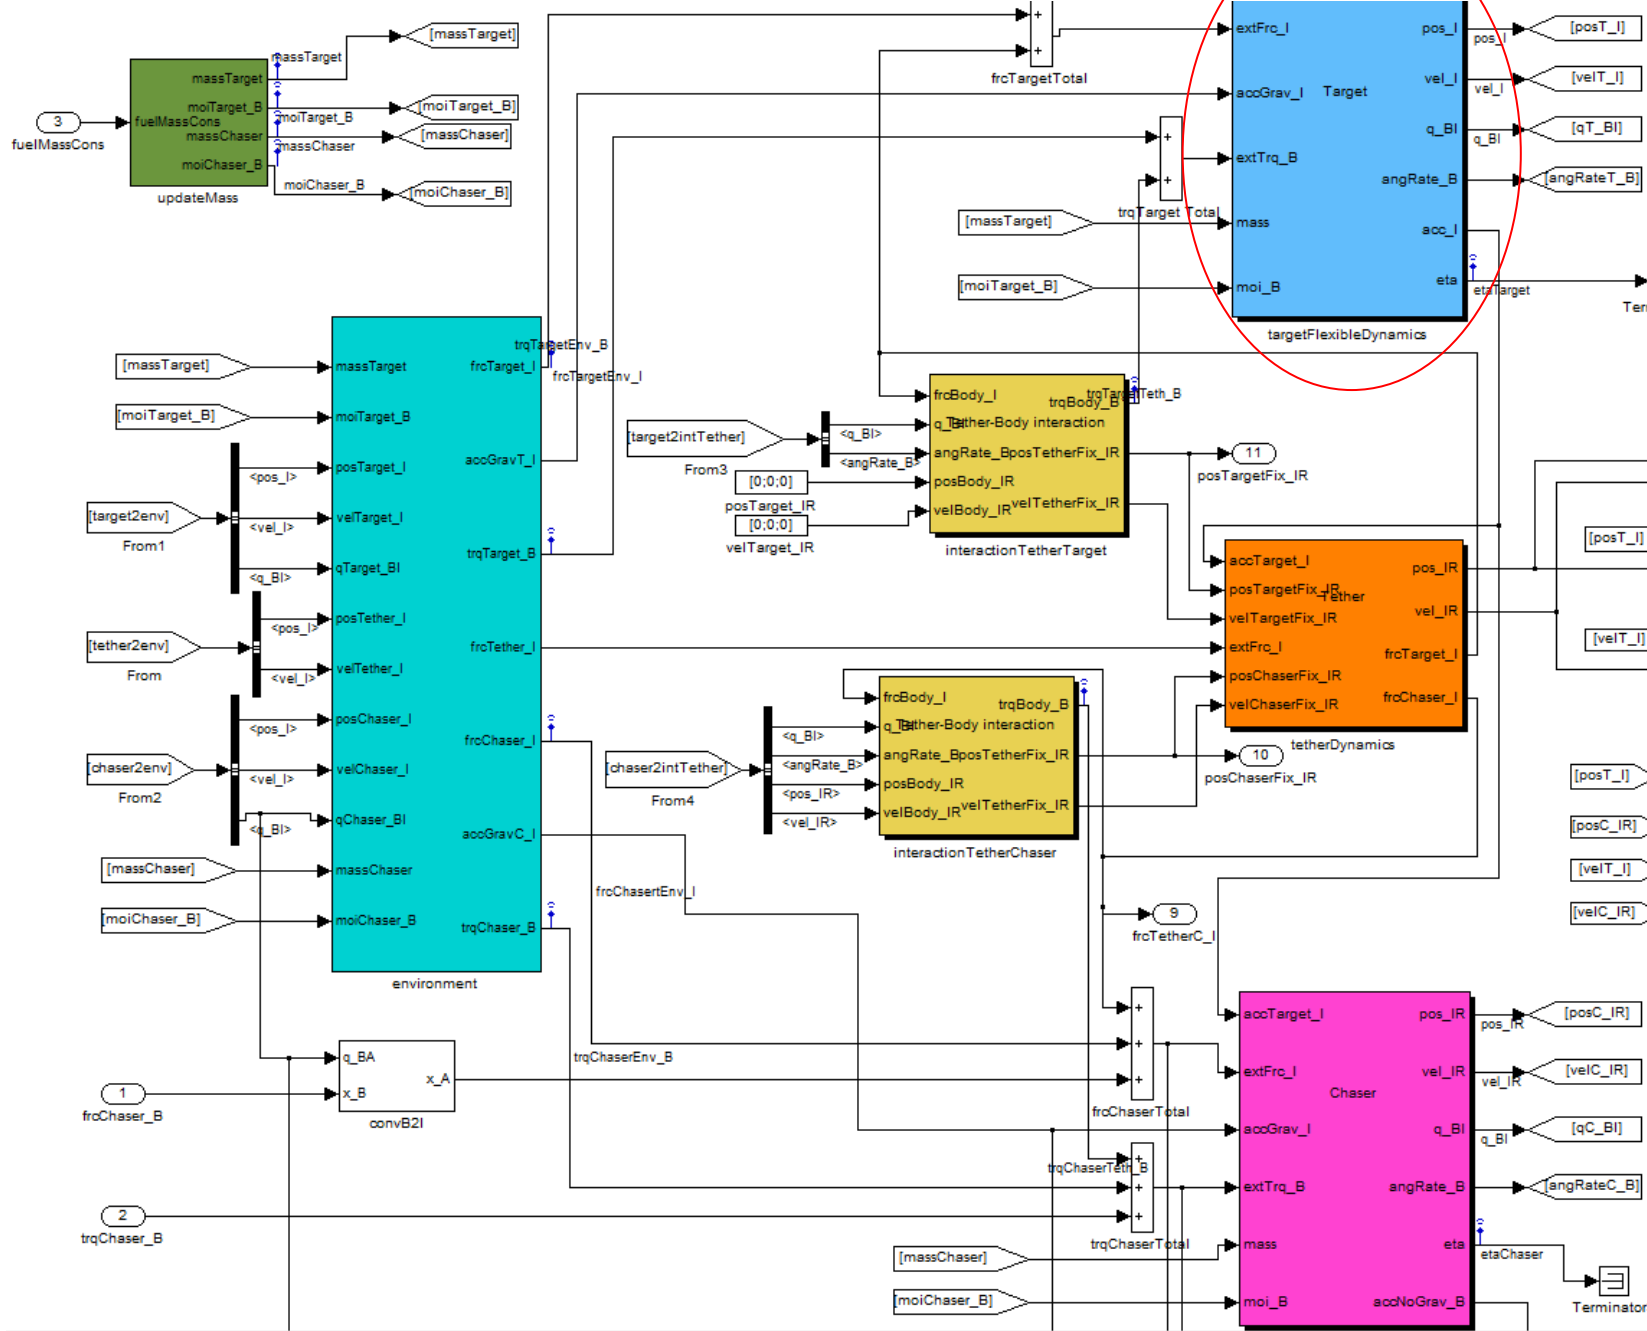 massTarget
moiTarget_B
fuelMassCons
massChaser
moiChaser_B
updateMass
3
fuelMassCons
massTarget
moiTarget_B
massChaser
moiChaser_B
[massTarget]
[moiTarget_B]
[massChaser]
[moiChaser_B]
+
+
frcTargetTotal
+
+
trqTarget Total
[massTarget]
[moiTarget_B]
extFrc_I
accGrav_I
extTrq_B
mass
moi_B
Target
pos_I
vel_I
q_BI
angRate_B
acc_I
eta
targetFlexibleDynamics
pos_I
vel_I
q_BI
etaTarget
[posT_I]
[velT_I]
[qT_BI]
[angRateT_B]
[massTarget]
[moiTarget_B]
[target2env]
From1
<pos_I>
<vel_I>
<q_BI>
[tether2env]
From
<pos_I>
<vel_I>
[chaser2env]
From2
<pos_I>
<vel_I>
<q_BI>
[massChaser]
[moiChaser_B]
massTarget
moiTarget_B
posTarget_I
velTarget_I
qTarget_BI
posTether_I
velTether_I
posChaser_I
velChaser_I
qChaser_BI
massChaser
moiChaser_B
frcTarget_I
accGravT_I
trqTarget_B
frcTether_I
frcChaser_I
accGravC_I
trqChaser_B
environment
trqTargetEnv_B
frcTargetEnv_I
frcChasertEnv_I
trqChaserEnv_B
[target2intTether]
From3
<q_BI>
<angRate_B>
[0;0;0]
posTarget_IR
[0;0;0]
velTarget_IR
frcBody_I
q_BI
angRate_B
posBody_IR
velBody_IR
Tether-Body interaction
trqBody_B
posTetherFix_IR
velTetherFix_IR
interactionTetherTarget
trqTargetTeth_B
11
posTargetFix_IR
accTarget_I
posTargetFix_IR
velTargetFix_IR
extFrc_I
posChaserFix_IR
velChaserFix_IR
Tether
pos_IR
vel_IR
frcTarget_I
frcChaser_I
tetherDynamics
[posT_I]
[velT_I]
[posT_I]
[posC_IR]
[velT_I]
[velC_IR]
[chaser2intTether]
From4
<q_BI>
<angRate_B>
<pos_IR>
<vel_IR>
frcBody_I
q_BI
angRate_B
posBody_IR
velBody_IR
Tether-Body interaction
trqBody_B
posTetherFix_IR
velTetherFix_IR
interactionTetherChaser
10
posChaserFix_IR
9
frcTetherC_I
1
frcChaser_B
q_BA
x_B
x_A
convB2I
2
trqChaser_B
+
+
+
frcChaserTotal
trqChaserTeth_B
+
+
+
trqChaserTotal
[massChaser]
[moiChaser_B]
accTarget_I
extFrc_I
accGrav_I
extTrq_B
mass
moi_B
Chaser
pos_IR
vel_IR
q_BI
angRate_B
eta
accNoGrav_B
pos_IR
vel_IR
q_BI
etaChaser
[posC_IR]
[velC_IR]
[qC_BI]
[angRateC_B]
Terminator